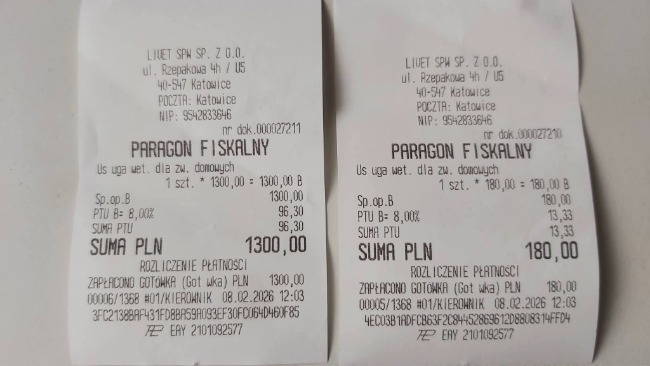 LIVET SPW SP. Z O.O.
ul. Rzepakowa 4h / U5
40-547 Katowice
POCZTA: Katowice
NIP: 9542833646
nr dok.000027211
PARAGON FISKALNY
Us uga wet. dla zw. domowych
1 szt. * 1300,00 = 1300,00 B
Sp.op.B 1300,00
PTU B= 8,00% 96,30
SUMA PTU 96,30
SUMA PLN 1300,00
ROZLICZENIE PŁATNOŚCI
ZAPŁACONO GOTÓWKA (Got wka) PLN 1300,00
00006/1368 #01/KIEROWNIK 08.02.2026 12:03
3FC2138BAF431FD8BA59A093EF30FC064D460F85
EAY 2101092577
LIVET SPW SP. Z O.O.
ul. Rzepakowa 4h / U5
40-547 Katowice
POCZTA: Katowice
NIP: 9542833646
nr dok.000027210
PARAGON FISKALNY
Us uga wet. dla zw. domowych
1 szt. * 180,00 = 180,00 B
Sp.op.B 180,00
PTU B= 8,00% 13,33
SUMA PTU 13,33
SUMA PLN 180,00
ROZLICZENIE PŁATNOŚCI
ZAPŁACONO GOTÓWKA (Got wka) PLN 180,00
00005/1368 #01/KIEROWNIK 08.02.2026 12:03
4EC03B1ADFCB63F2C84452869612D8808314FFD4
EAY 2101092577